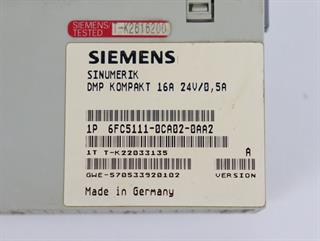 SIEMENS
TESTED
T-K2616200
SIEMENS
SINUMERIK
DMP KOMPAKT 16A 24V/0,5A
1P 6FC5111-0CA02-0AA2
1T T-K22033135
A
GWE-570533920102
VERSION
Made in Germany